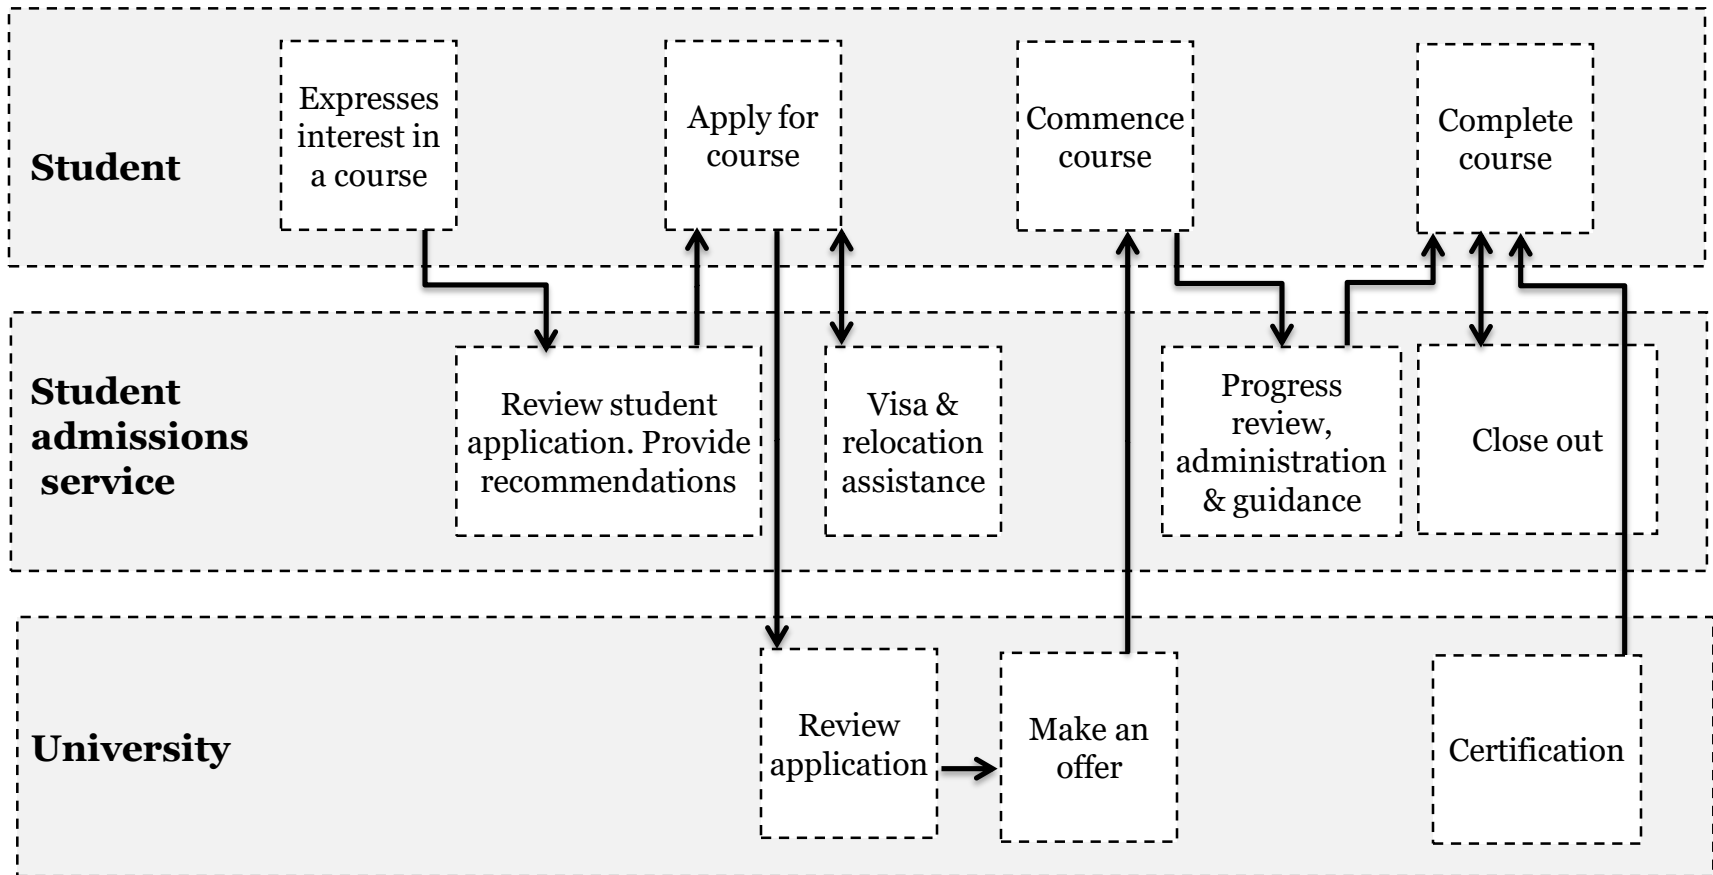 Student
Expresses
interest in
a course
Apply for
course
Commence
course
Complete
course
Student
admissions
service
Review student
application. Provide
recommendations
Visa &
relocation
assistance
Progress
review,
administration
& guidance
Close out
University
Review
application
Make an
offer
Certification